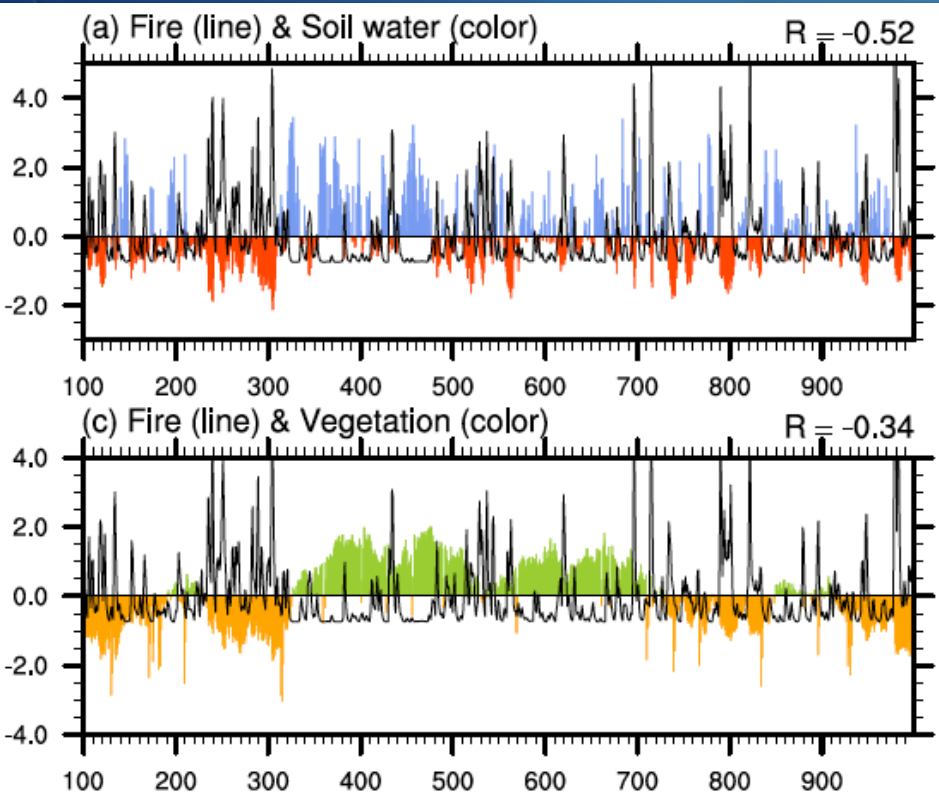 (a) Fire (line) & Soil water (color) R = -0.52
4.0
2.0
0.0
-2.0
100 200 300 400 500 600 700 800 900
(c) Fire (line) & Vegetation (color) R = -0.34
4.0
2.0
0.0
-2.0
-4.0
100 200 300 400 500 600 700 800 900